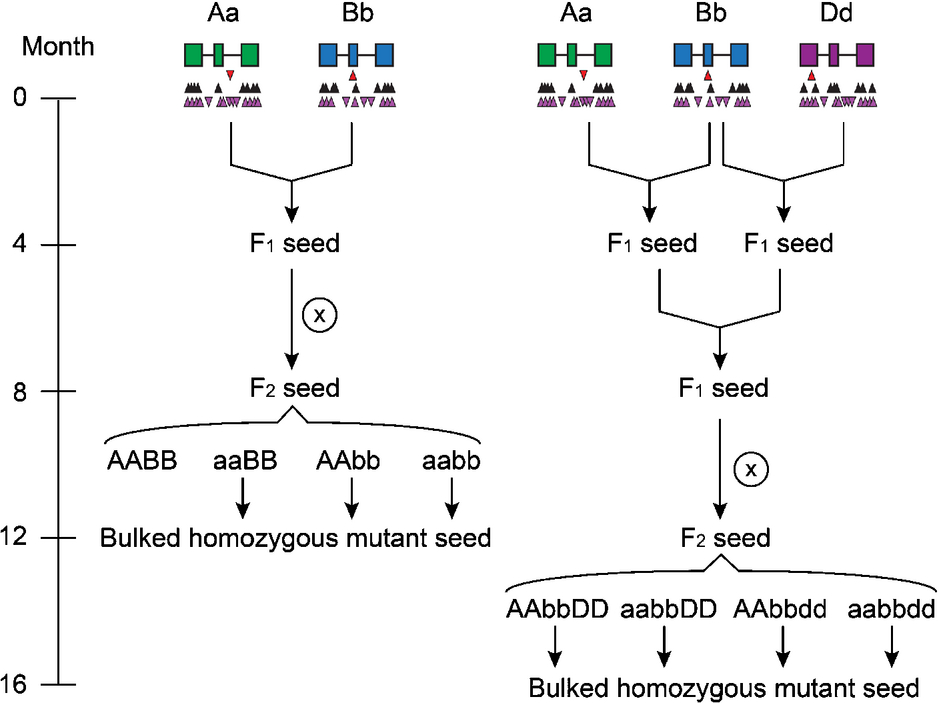 Aa Bb Aa Bb Dd
Month
0
4 F1 seed F1 seed F1 seed
x
8 F2 seed F1 seed
AABB aaBB AAbb aabb
x
12 Bulked homozygous mutant seed F2 seed
AAbbDD aabbDD AAbbdd aabbdd
16 Bulked homozygous mutant seed